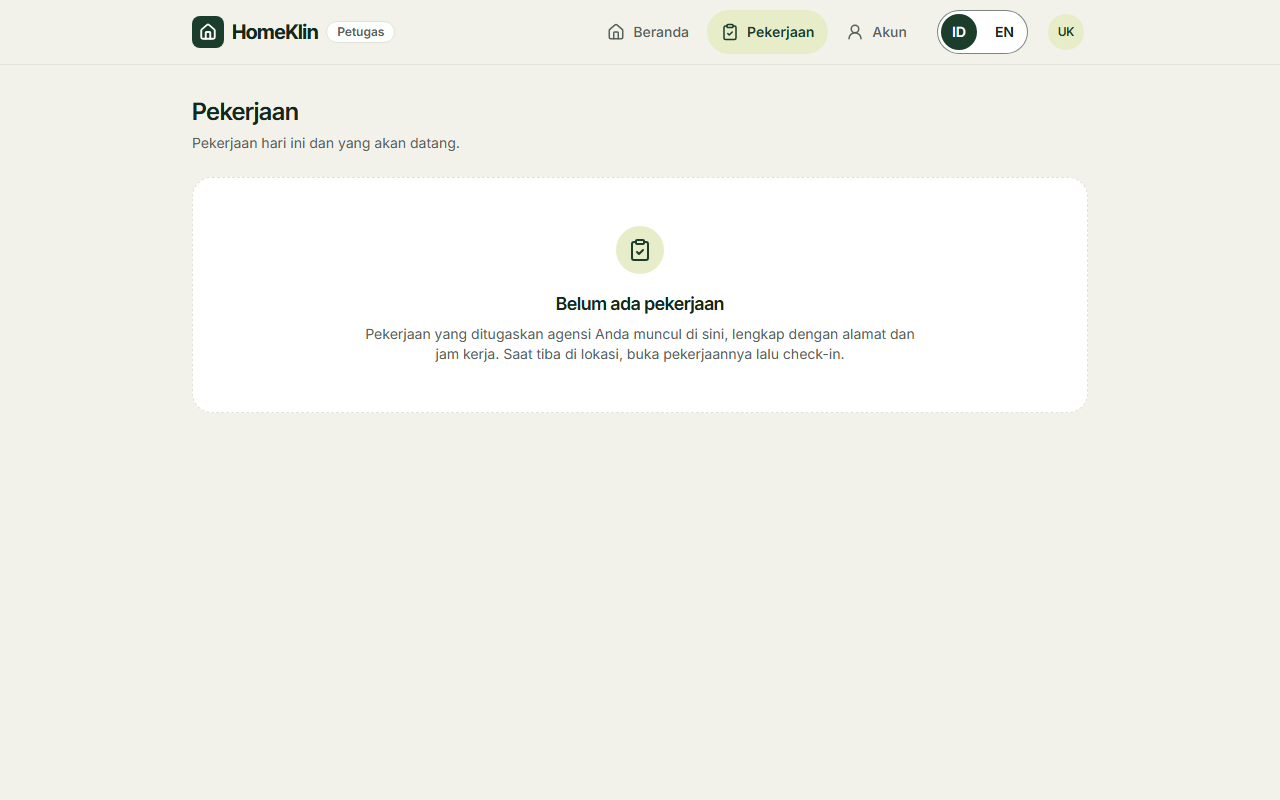 HomeKlin
Petugas
Beranda
Pekerjaan
Akun
ID
EN
UK
Pekerjaan
Pekerjaan hari ini dan yang akan datang.
Belum ada pekerjaan
Pekerjaan yang ditugaskan agensi Anda muncul di sini, lengkap dengan alamat dan
jam kerja. Saat tiba di lokasi, buka pekerjaannya lalu check-in.